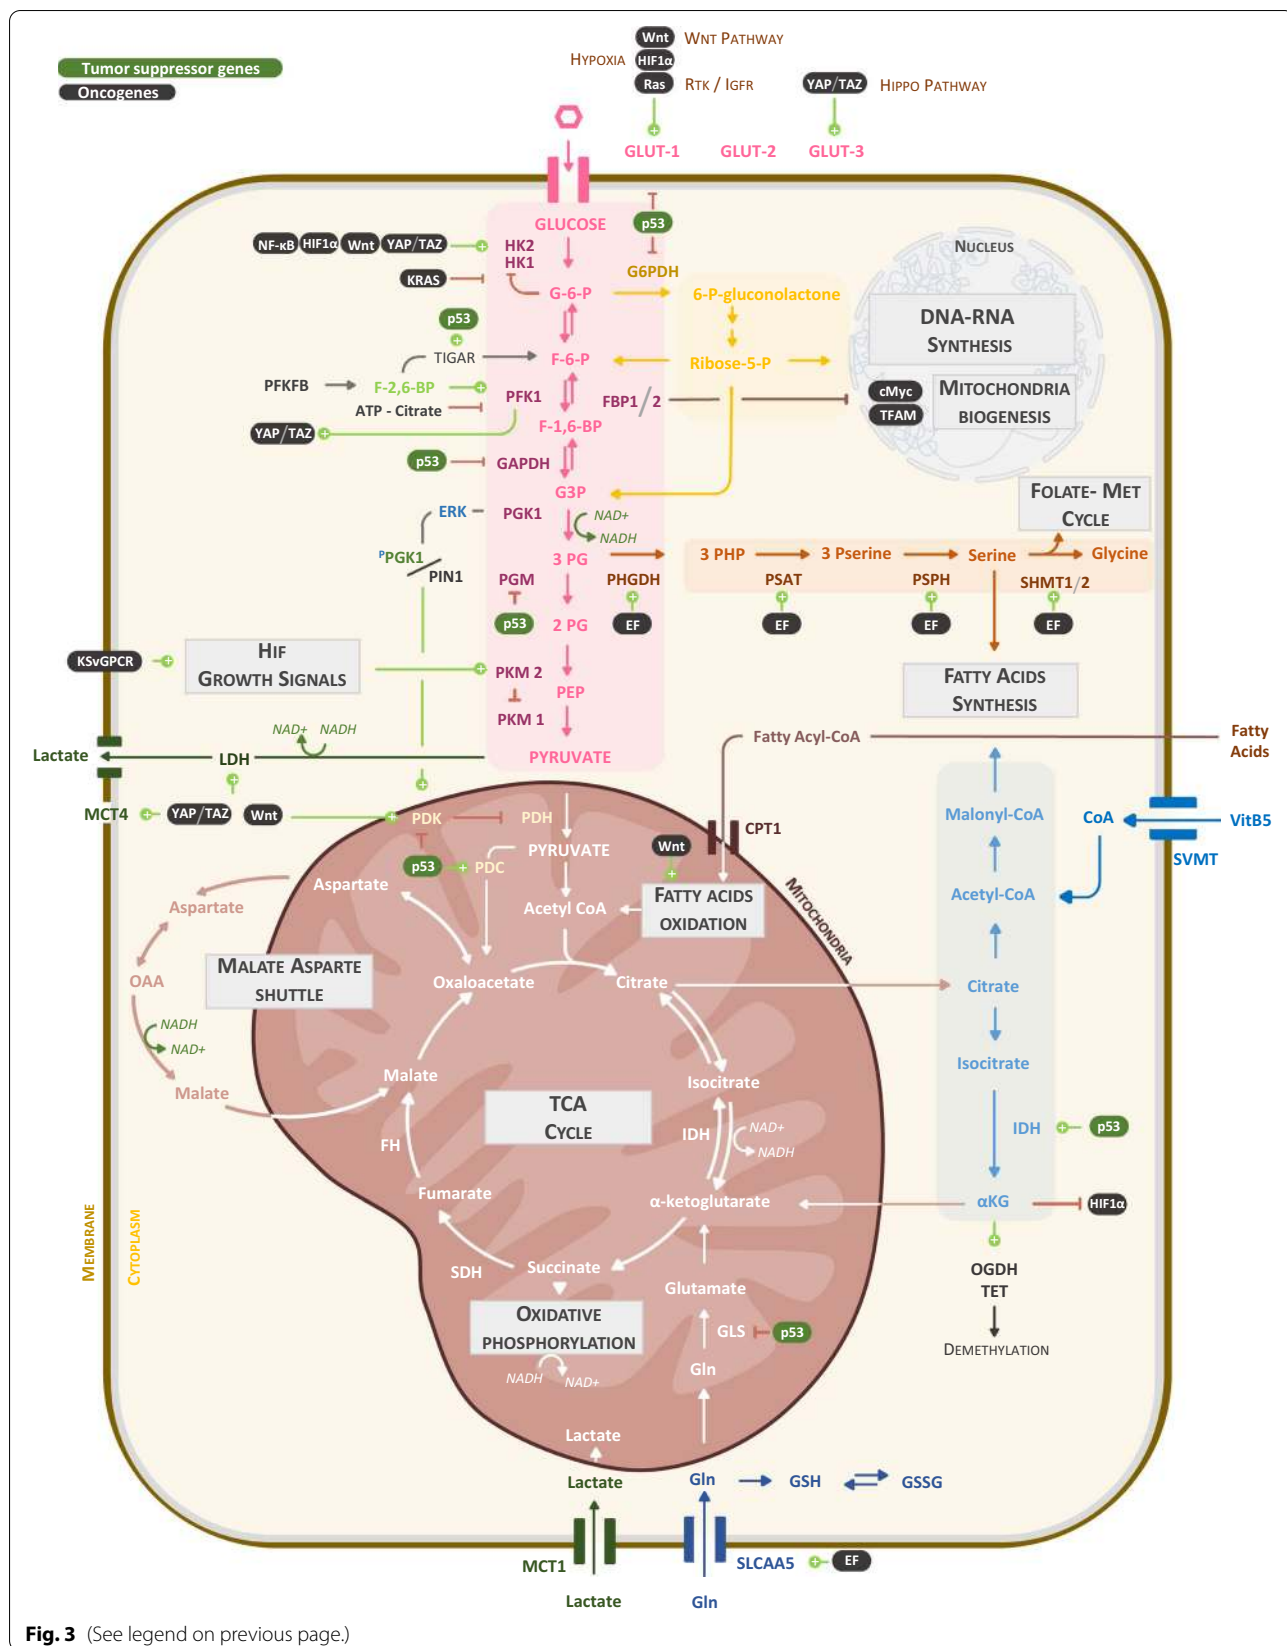 Wnt WNT PATHWAY
HYPOXIA HIF1α
Tumor suppressor genes
Oncogenes
Ras RTK / IGFR
YAP/TAZ HIPPO PATHWAY
GLUT-1 GLUT-2 GLUT-3
p53
GLUCOSE
NF-κB HIF1α Wnt YAP/TAZ
HK2
HK1
KRAS
G6PDH
G-6-P
6-P-gluconolactone
NUCLEUS
DNA-RNA
SYNTHESIS
p53
TIGAR
F-6-P
Ribose-5-P
PFKFB
F-2,6-BP
PFK1
FBP1/2
ATP - Citrate
F-1,6-BP
YAP/TAZ
cMyc
TFAM
MITOCHONDRIA
BIOGENESIS
p53
GAPDH
G3P
FOLATE- MET
CYCLE
ERK
PGK1
NAD+
NADH
PPGK1
PIN1
3 PG
3 PHP 3 Pserine Serine Glycine
PGM
PHGDH PSAT PSPH SHMT1/2
p53
2 PG
EF EF EF EF
KSvGPCR
HIF
GROWTH SIGNALS
PKM 2
PEP
PKM 1
FATTY ACIDS
SYNTHESIS
NAD+ NADH
Lactate
LDH
PYRUVATE
Fatty Acyl-CoA
Fatty
Acids
MCT4
YAP/TAZ Wnt
PDK PDH
CPT1
Malonyl-CoA
CoA
VitB5
SVMT
PYRUVATE
Wnt
p53
PDC
Aspartate
Aspartate
Acetyl CoA
FATTY ACIDS
OXIDATION
MITOCHONDRIA
Acetyl-CoA
OAA
MALATE ASPARTE
SHUTTLE
Oxaloacetate
Citrate
Citrate
NADH
NAD+
Malate
Malate
Isocitrate
Isocitrate
TCA
CYCLE
FH
IDH
NAD+
NADH
IDH
p53
Fumarate
α-ketoglutarate
αKG
HIF1α
MEMBRANE
CYTOPLASM
SDH
Succinate
Glutamate
OGDH
TET
OXIDATIVE
PHOSPHORYLATION
GLS
p53
DEMETHYLATION
NADH NAD+
Gln
Lactate
Lactate
Gln
GSH
GSSG
MCT1
SLCAA5
EF
Lactate
Gln
Fig. 3 (See legend on previous page.)